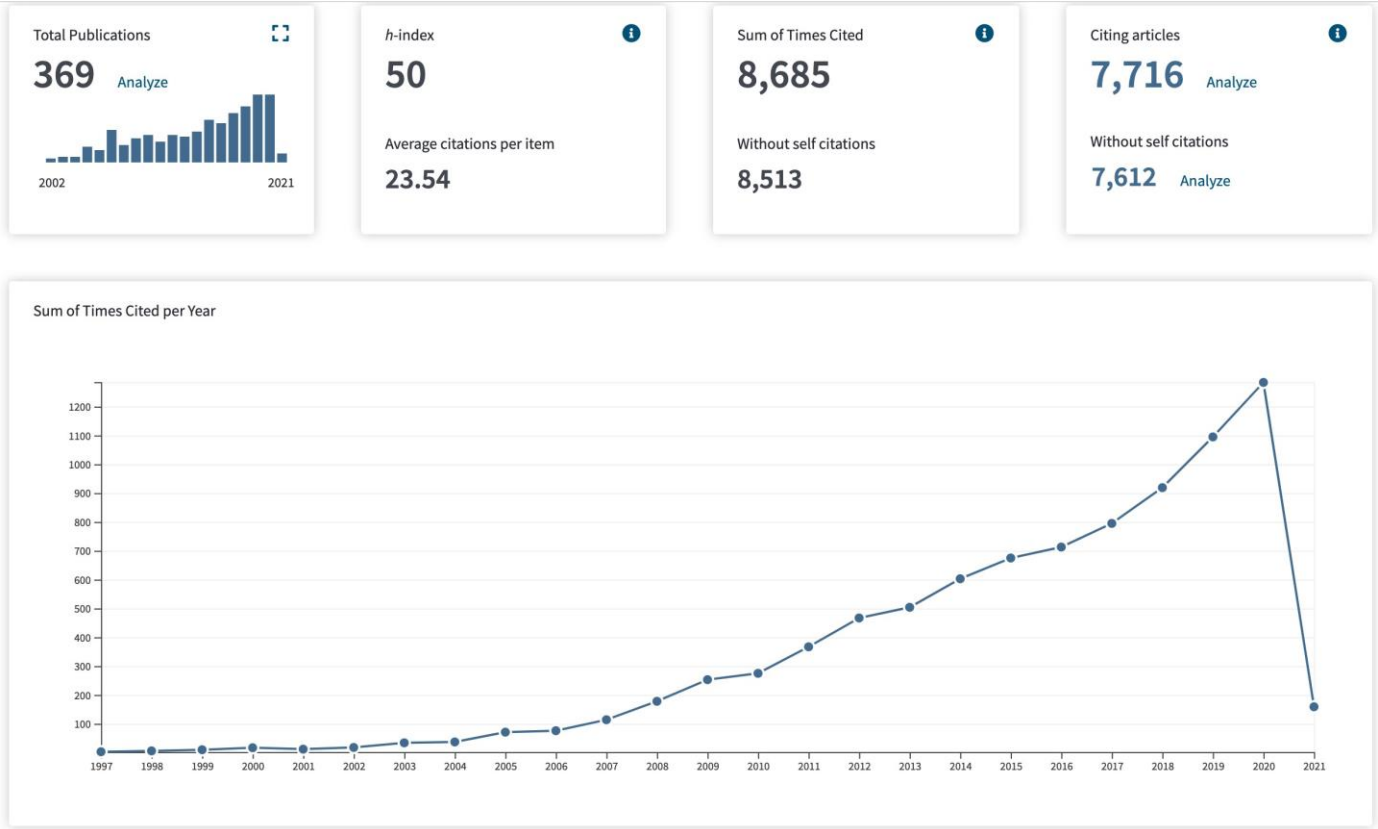 Total Publications
369 Analyze
2002 2021
h-index
50
Average citations per item
23.54
Sum of Times Cited
8,685
Without self citations
8,513
Citing articles
7,716 Analyze
Without self citations
7,612 Analyze
Sum of Times Cited per Year
1200
1100
1000
900
800
700
600
500
400
300
200
100
1997 1998 1999 2000 2001 2002 2003 2004 2005 2006 2007 2008 2009 2010 2011 2012 2013 2014 2015 2016 2017 2018 2019 2020 2021